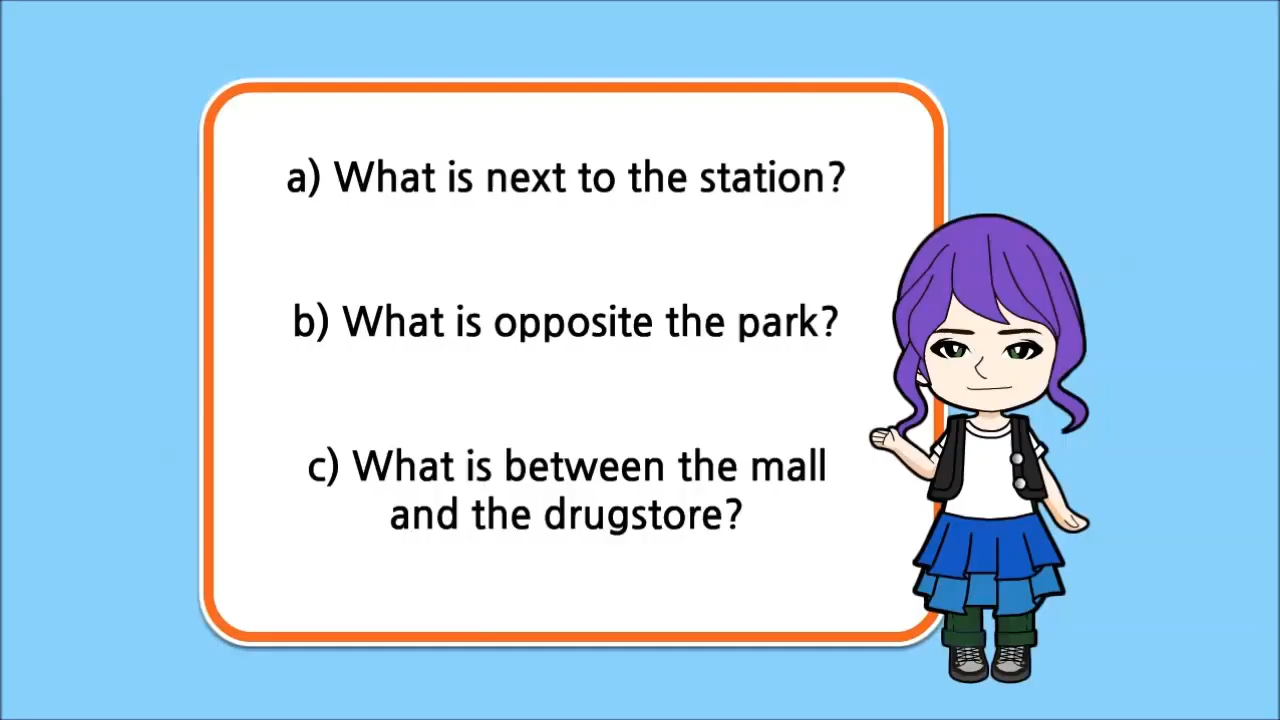 a) What is next to the station?
b) What is opposite the park?
c) What is between the mall
and the drugstore?